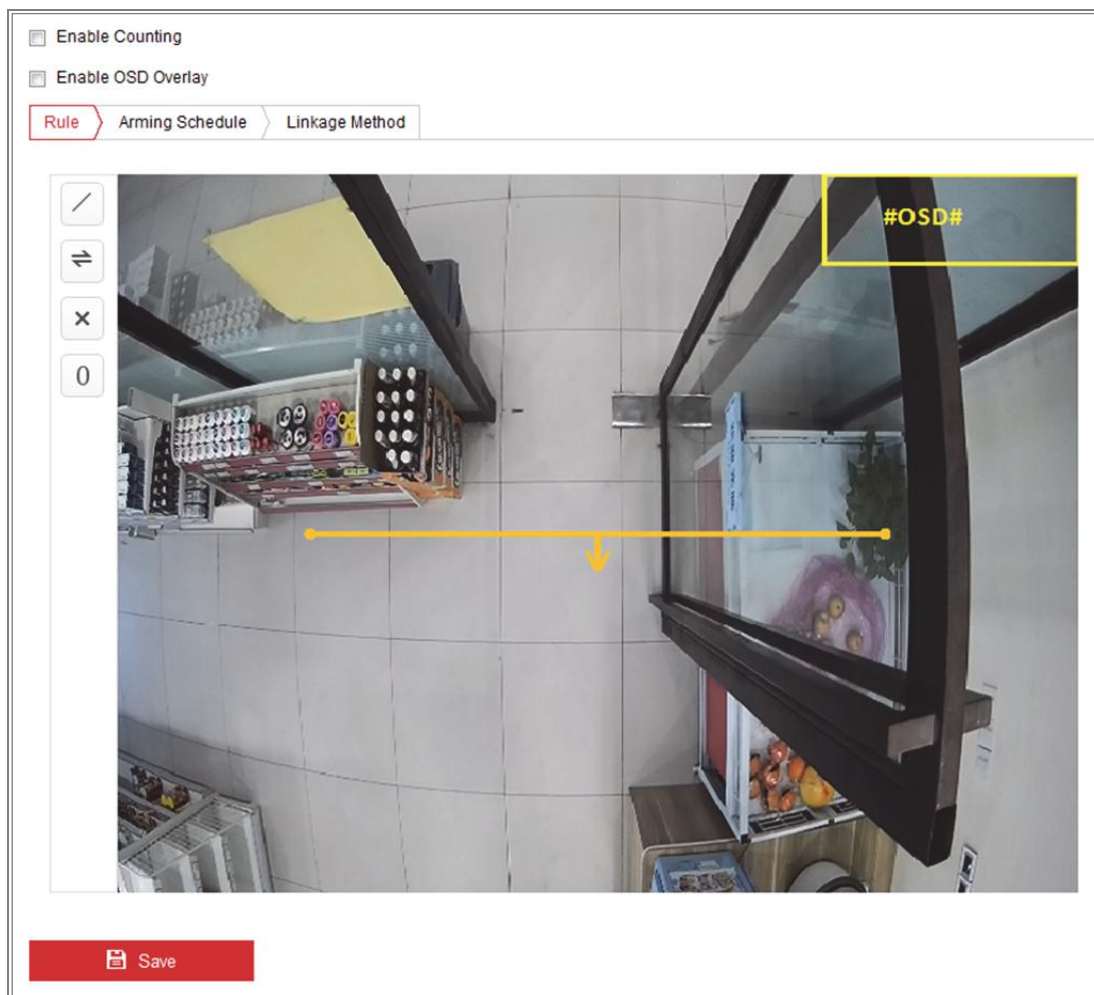 Enable Counting
Enable OSD Overlay
Rule
Arming Schedule
Linkage Method
#OSD#
0
Save